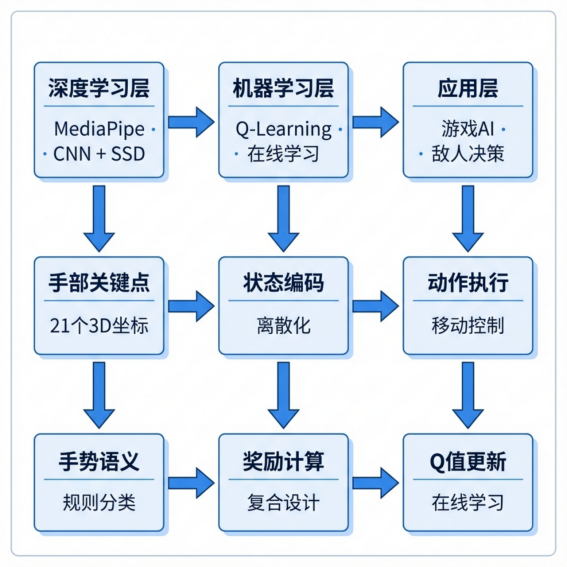 深度学习层
MediaPipe ·
· CNN + SSD
机器学习层
Q-Learning ·
· 在线学习
应用层
游戏AI ·
· 敌人决策
手部关键点
21个3D坐标
状态编码
离散化
动作执行
移动控制
手势语义
规则分类
奖励计算
复合设计
Q值更新
在线学习